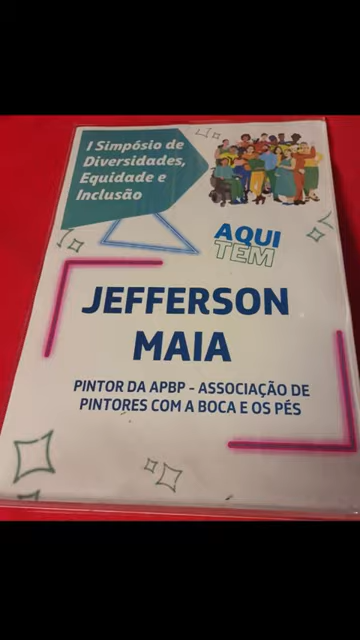 I Simpósio de
Diversidades,
Equidade e
Inclusão
AQUI
TEM
JEFFERSON
MAIA
PINTOR DA APBP - ASSOCIAÇÃO DE
PINTORES COM A BOCA E OS PÉS